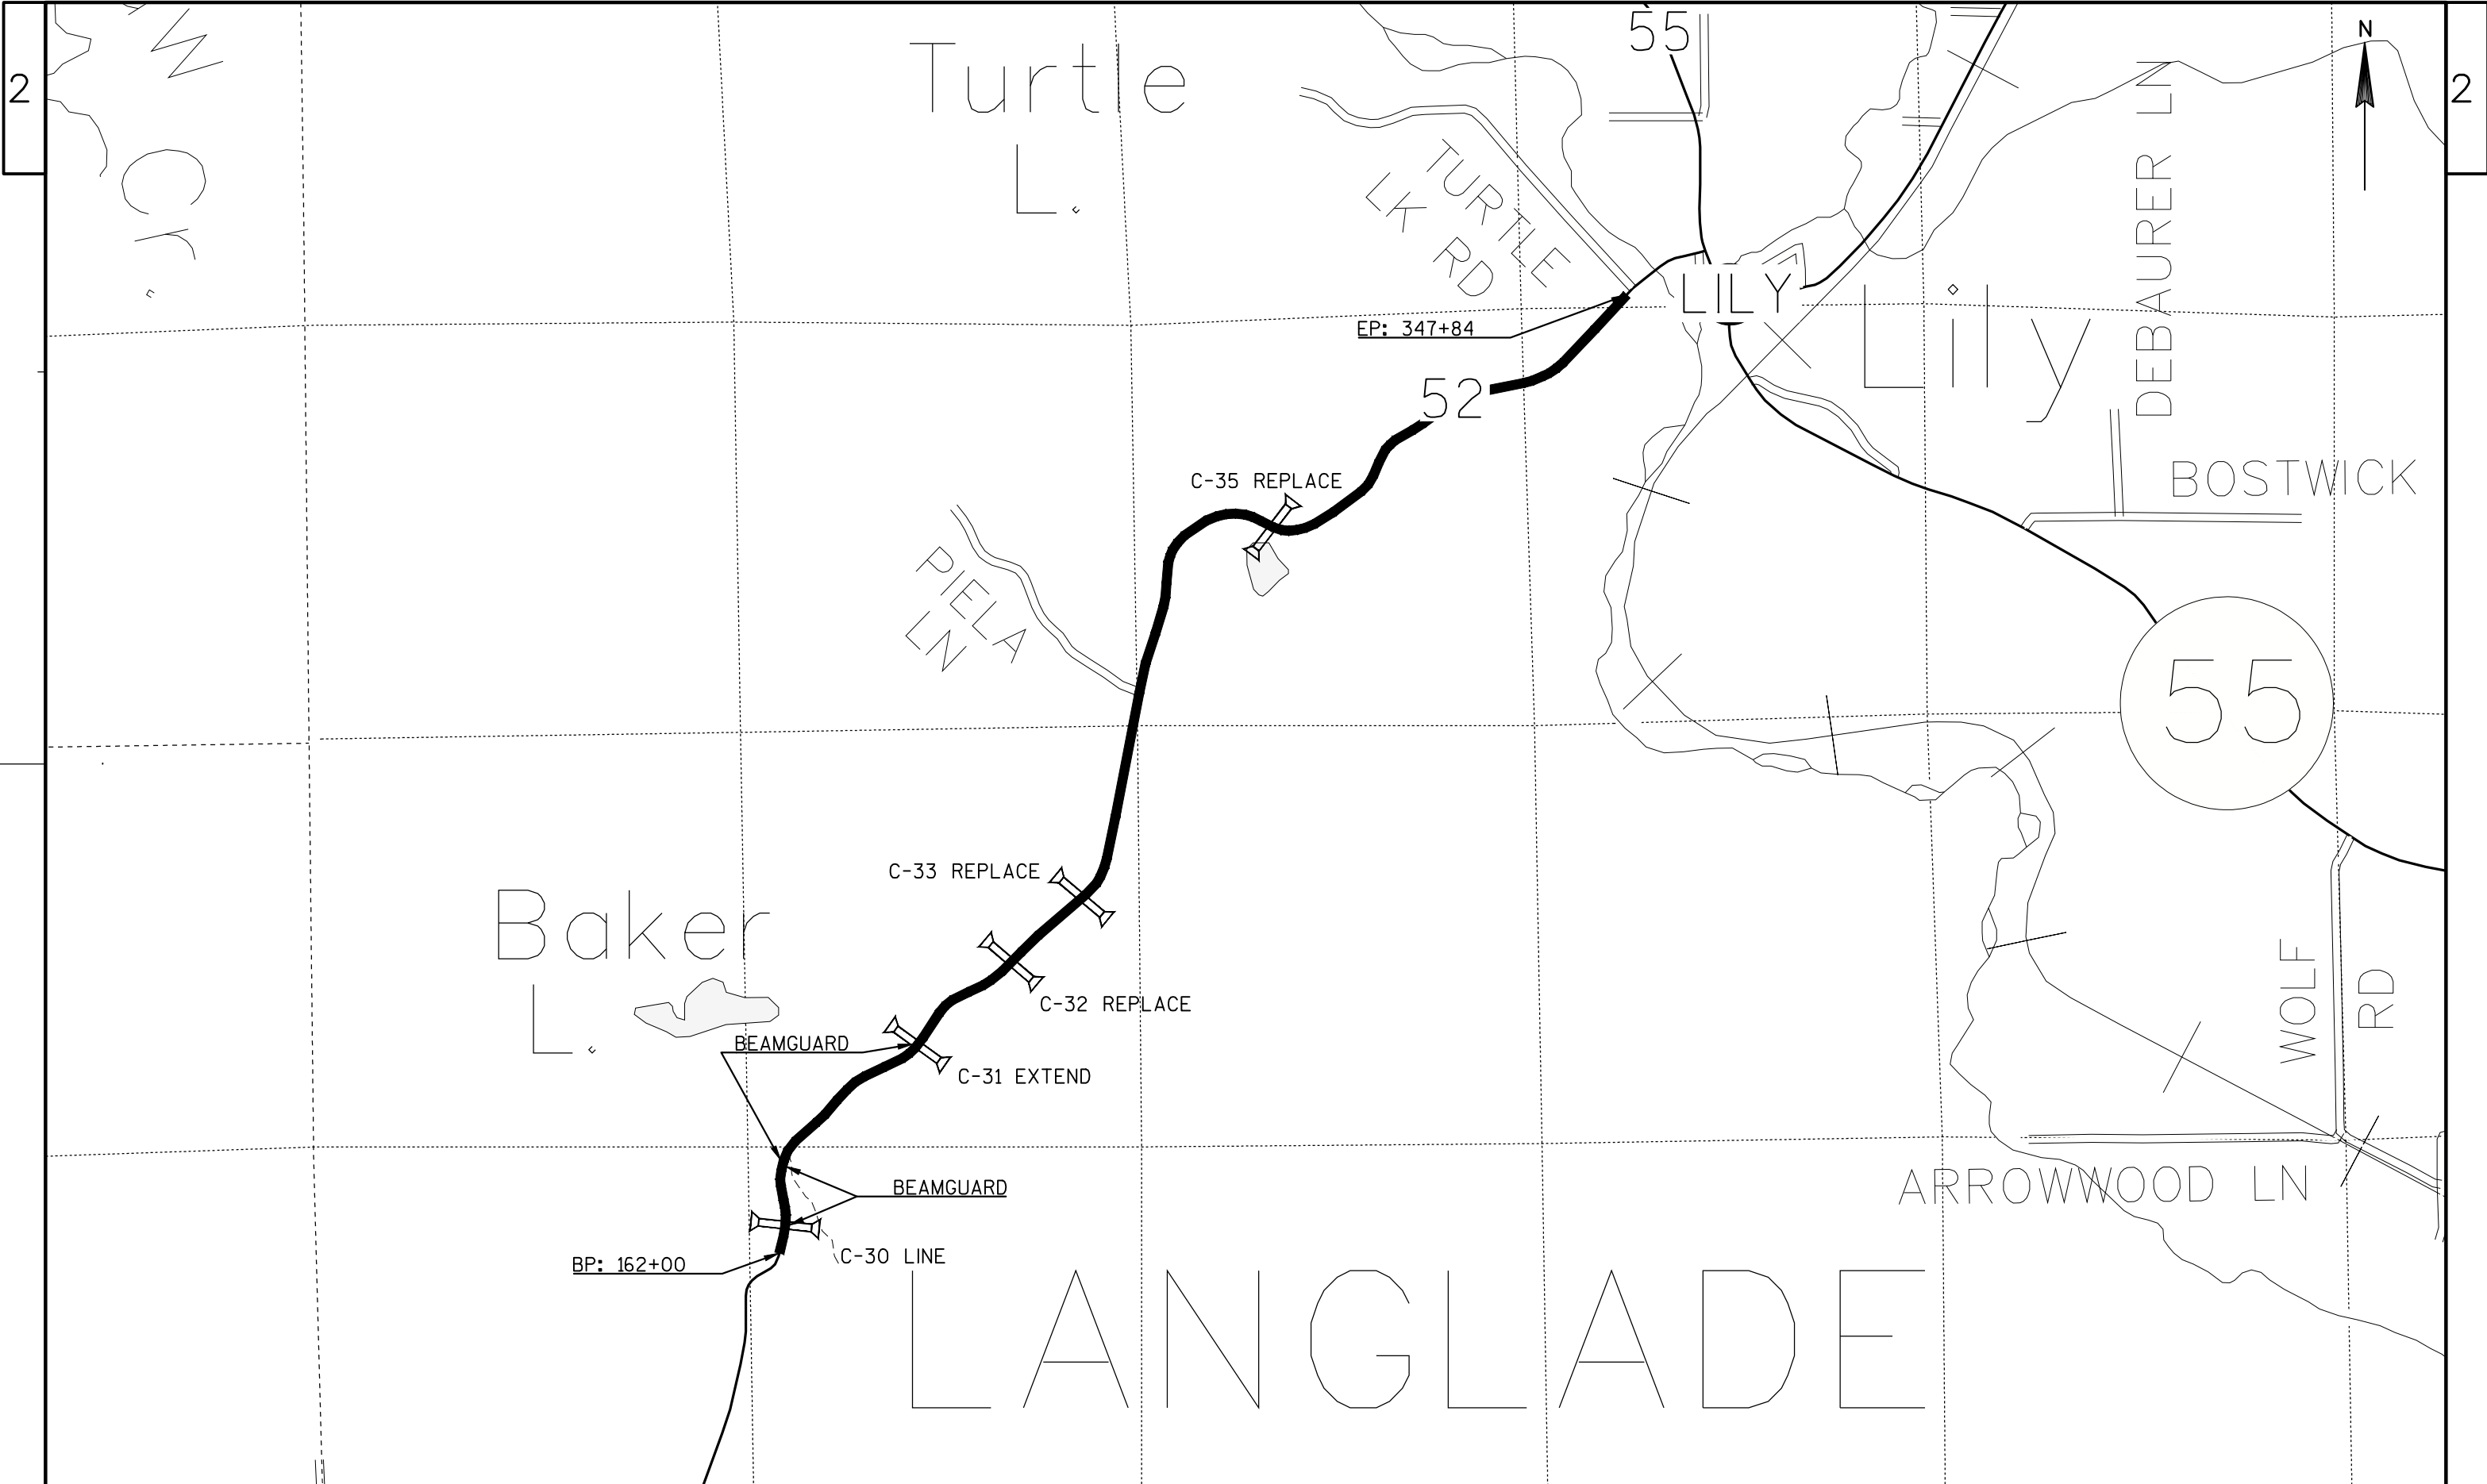 2
W
Cr
Turtle
L.
55
N
2
TURTLE
LK RD
LILY
Lily
DEBAURER LN
EP: 347+84
52
BOSTWICK
C-35 REPLACE
PIELA
LN
55
C-33 REPLACE
Baker
L.
C-32 REPLACE
WOLF
RD
BEAMGUARD
C-31 EXTEND
BEAMGUARD
ARROWWOOD LN
BP: 162+00
C-30 LINE
LANGLADE